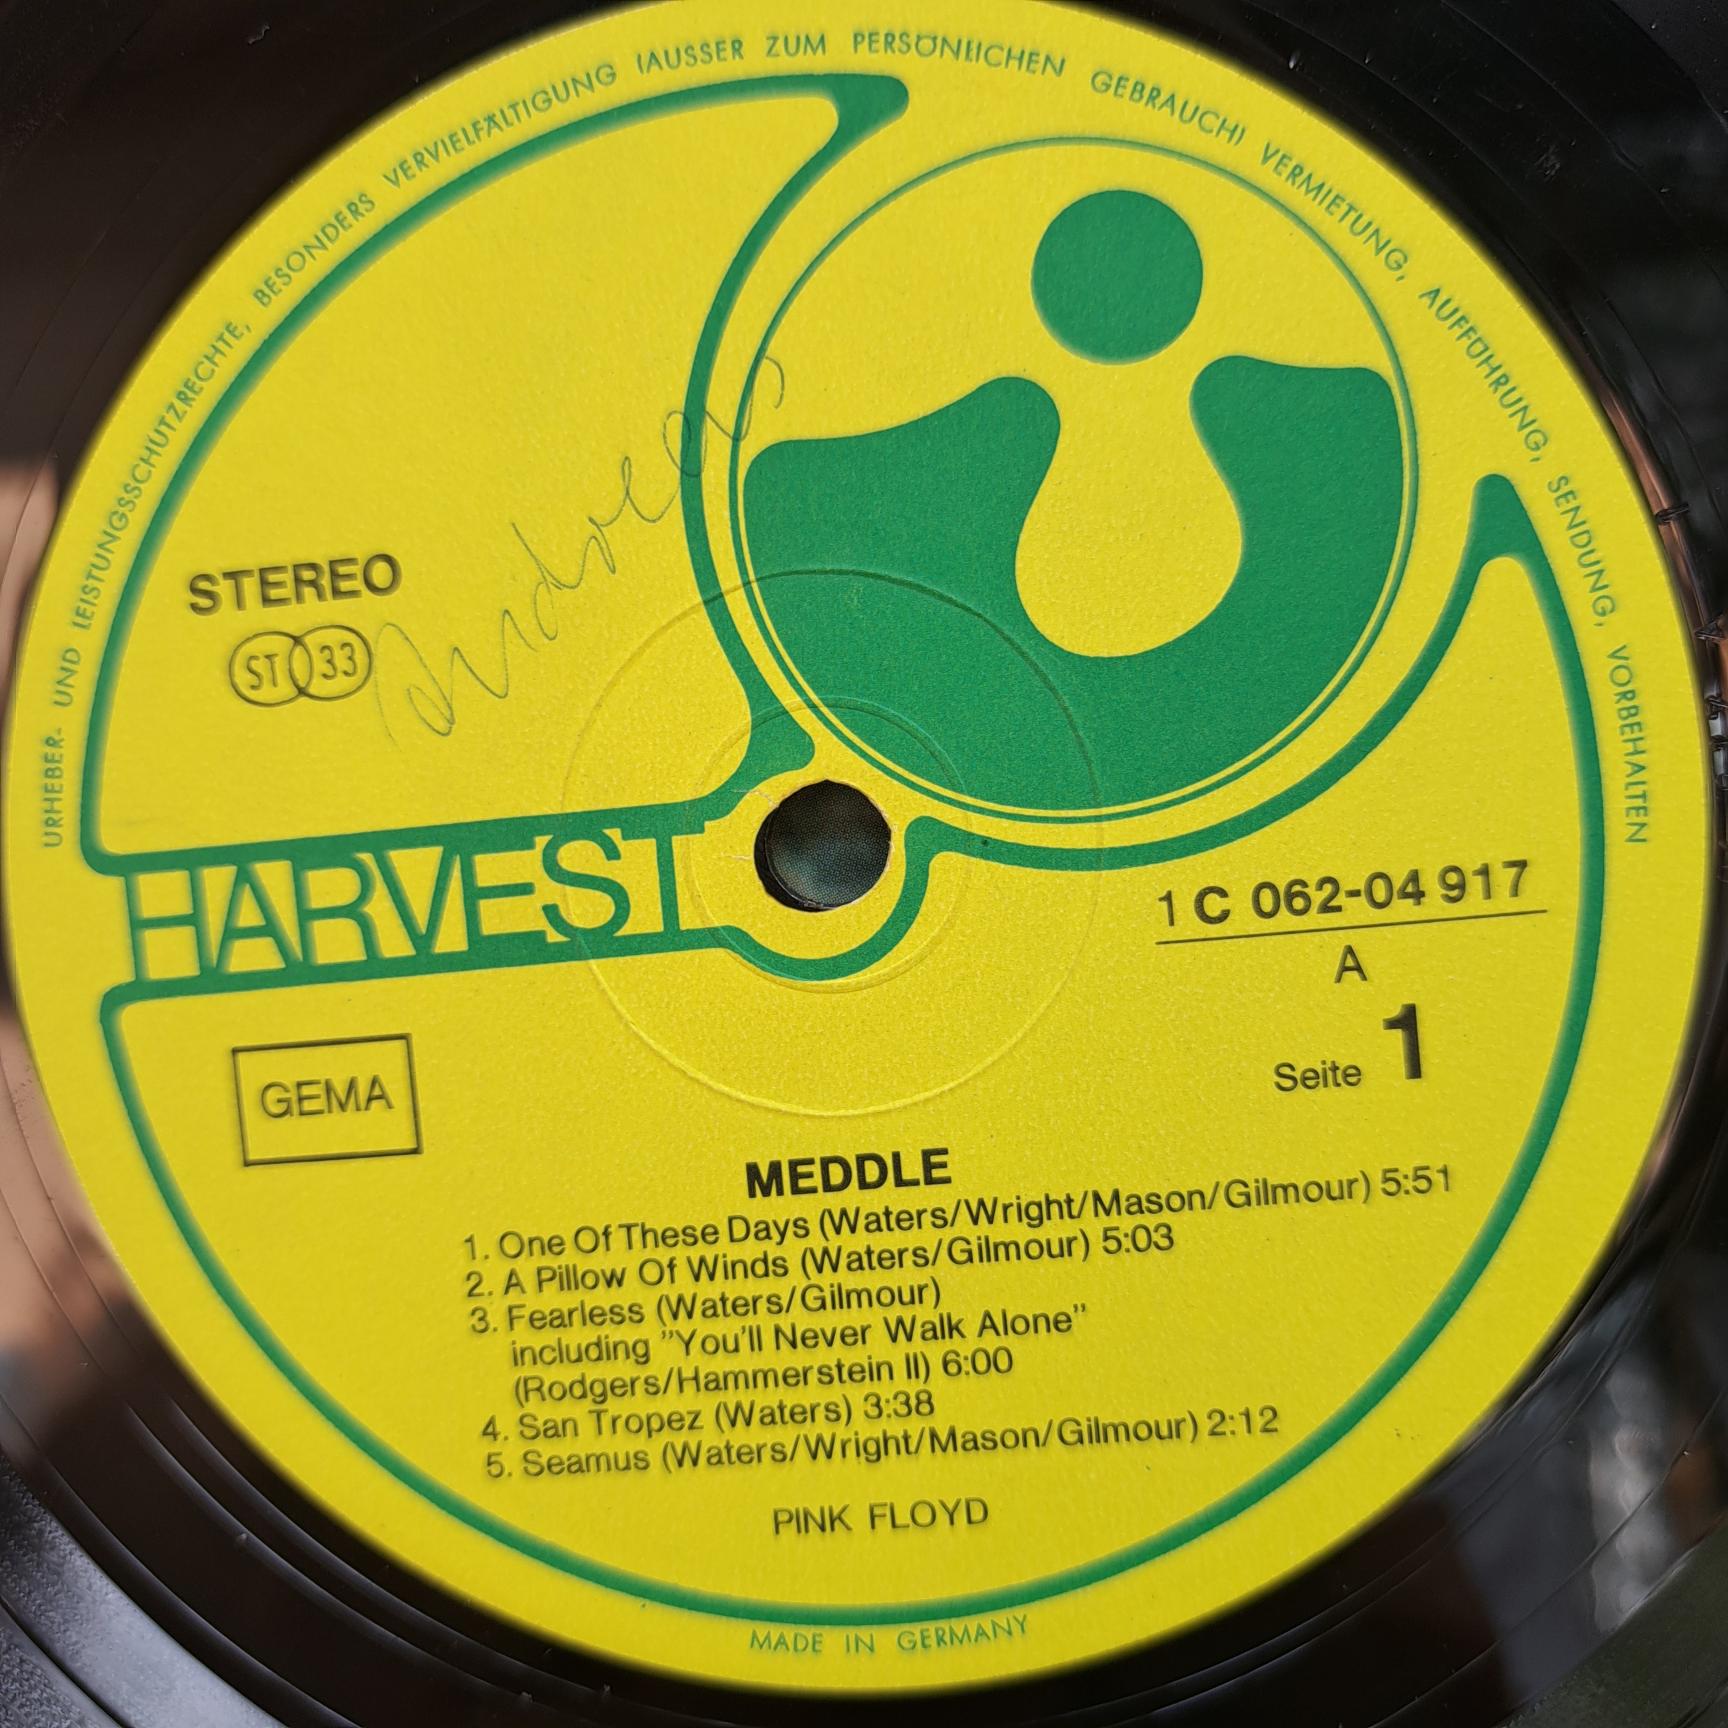 URHEBER- UND LEISTUNGSSCHUTZRECHTE, BESONDERS VERVIELFÄLTIGUNG (AUSSER ZUM PERSÖNLICHEN GEBRAUCH) VERMIETUNG, AUFFÜHRUNG, SENDUNG, VORBEHALTEN
Andreas
STEREO
ST 33
HARVEST
1 C 062-04 917
A
Seite 1
GEMA
MEDDLE
1. One Of These Days (Waters/Wright/Mason/Gilmour) 5:51
2. A Pillow Of Winds (Waters/Gilmour) 5:03
3. Fearless (Waters/Gilmour)
including ”You'll Never Walk Alone”
(Rodgers/Hammerstein II) 6:00
4. San Tropez (Waters) 3:38
5. Seamus (Waters/Wright/Mason/Gilmour) 2:12
PINK FLOYD
MADE IN GERMANY